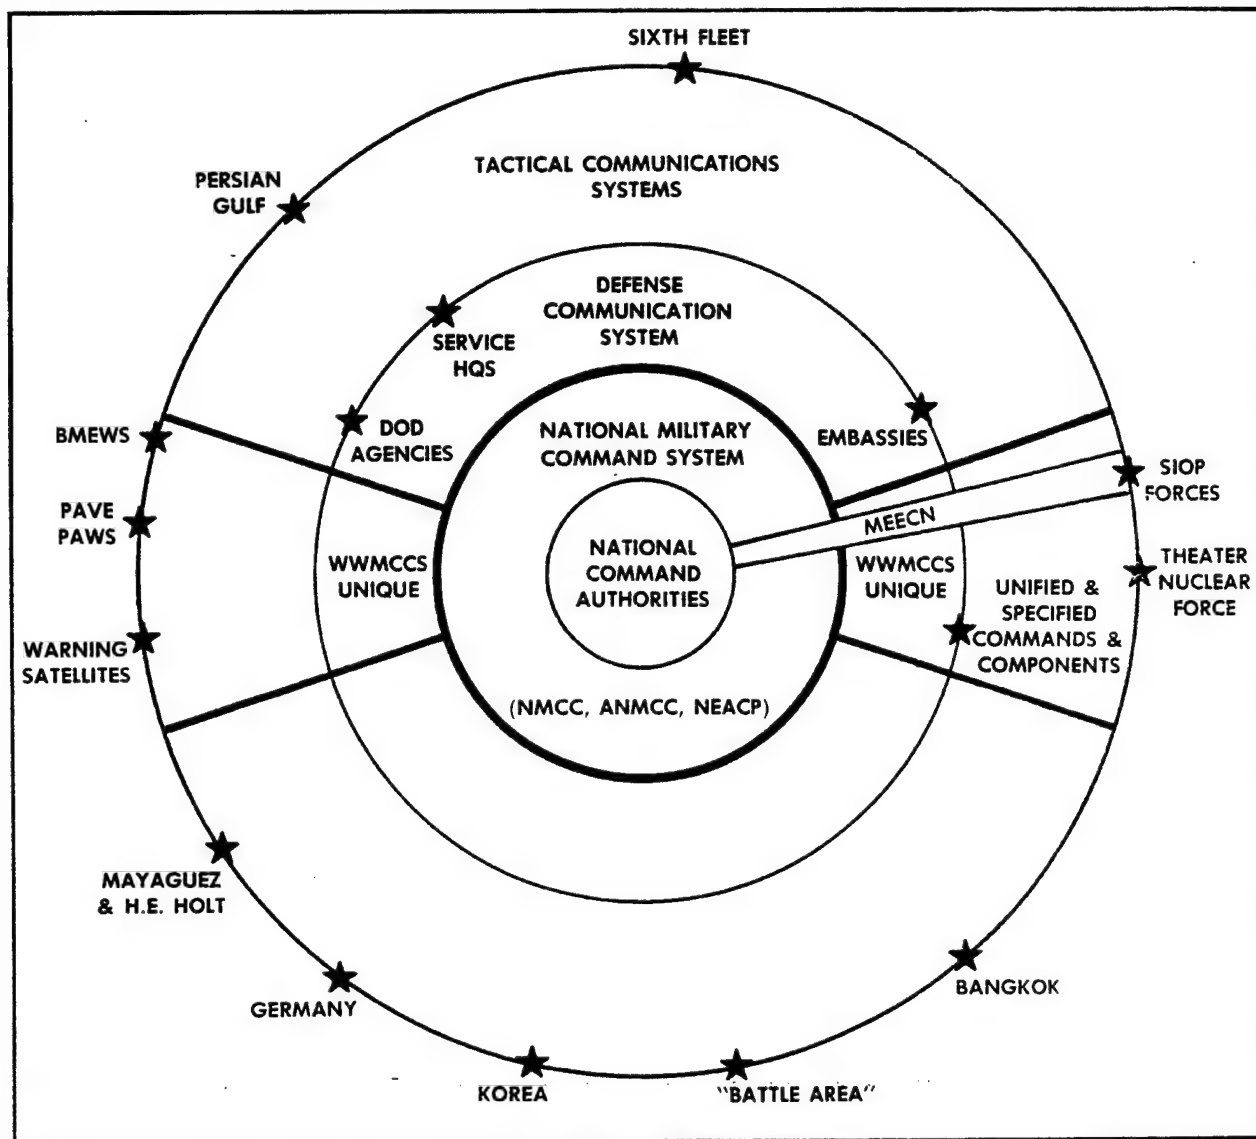 SIXTH FLEET
TACTICAL COMMUNICATIONS
SYSTEMS
PERSIAN
GULF
DEFENSE
COMMUNICATION
SYSTEM
SERVICE
HQS
DOD
AGENCIES
EMBASSIES
BMEWS
NATIONAL MILITARY
COMMAND SYSTEM
SIOP
FORCES
PAVE
PAWS
MEECN
NATIONAL
COMMAND
AUTHORITIES
WWMCCS
UNIQUE
WWMCCS
UNIQUE
THEATER
NUCLEAR
FORCE
UNIFIED &
SPECIFIED
COMMANDS &
COMPONENTS
WARNING
SATELLITES
(NMCC, ANMCC, NEACP)
MAYAGUEZ
& H.E. HOLT
GERMANY
BANGKOK
KOREA
"BATTLE AREA"